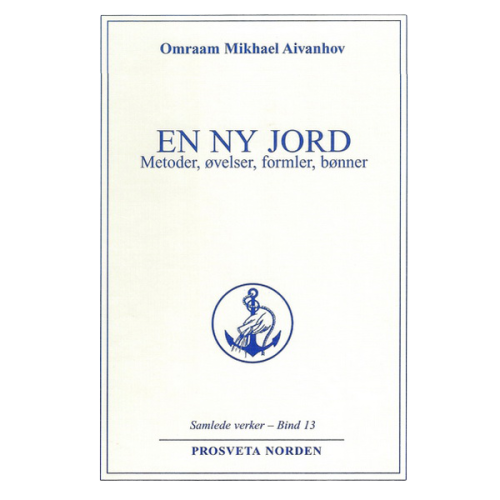 Omraam Mikhael Aivanhov
EN NY JORD
Metoder, øvelser, formler, bønner
Samlede verker – Bind 13
PROSVETA NORDEN